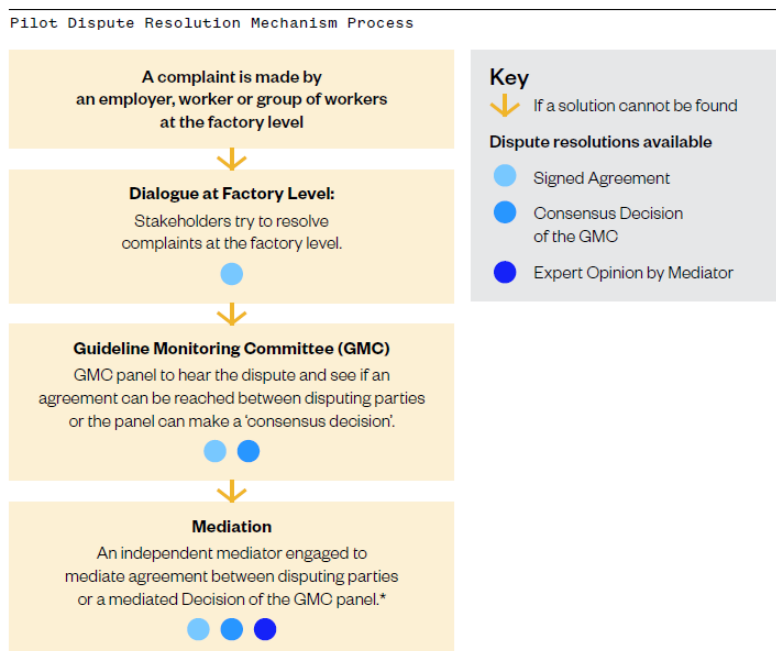 Pilot Dispute Resolution Mechanism Process
A complaint is made by
an employer, worker or group of workers
at the factory level
Dialogue at Factory Level:
Stakeholders try to resolve
complaints at the factory level.
Guideline Monitoring Committee (GMC)
GMC panel to hear the dispute and see if an
agreement can be reached between disputing parties
or the panel can make a ‘consensus decision’.
Mediation
An independent mediator engaged to
mediate agreement between disputing parties
or a mediated Decision of the GMC panel.*
Key
If a solution cannot be found
Dispute resolutions available
Signed Agreement
Consensus Decision
of the GMC
Expert Opinion by Mediator